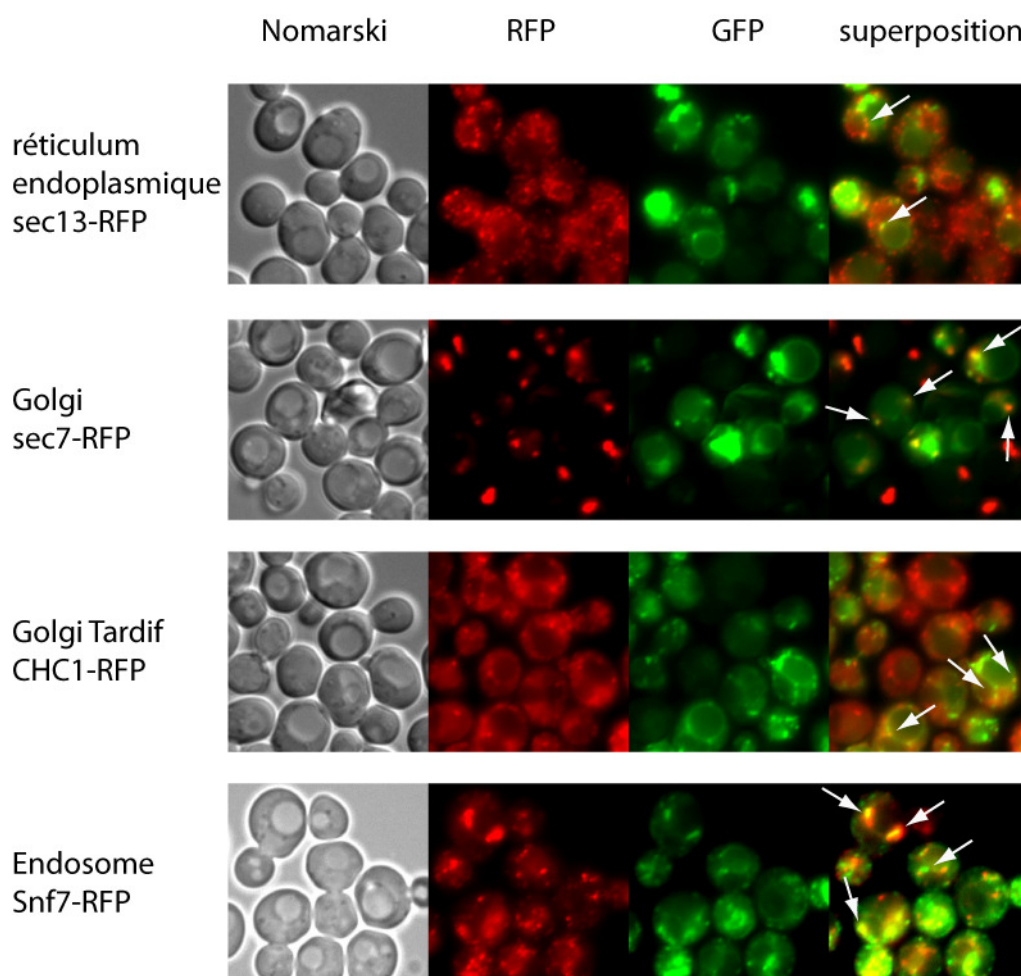 Nomarski RFP GFP superposition
réticulum
endoplasmique
sec13-RFP
Golgi
sec7-RFP
Golgi Tardif
CHC1-RFP
Endosome
Snf7-RFP